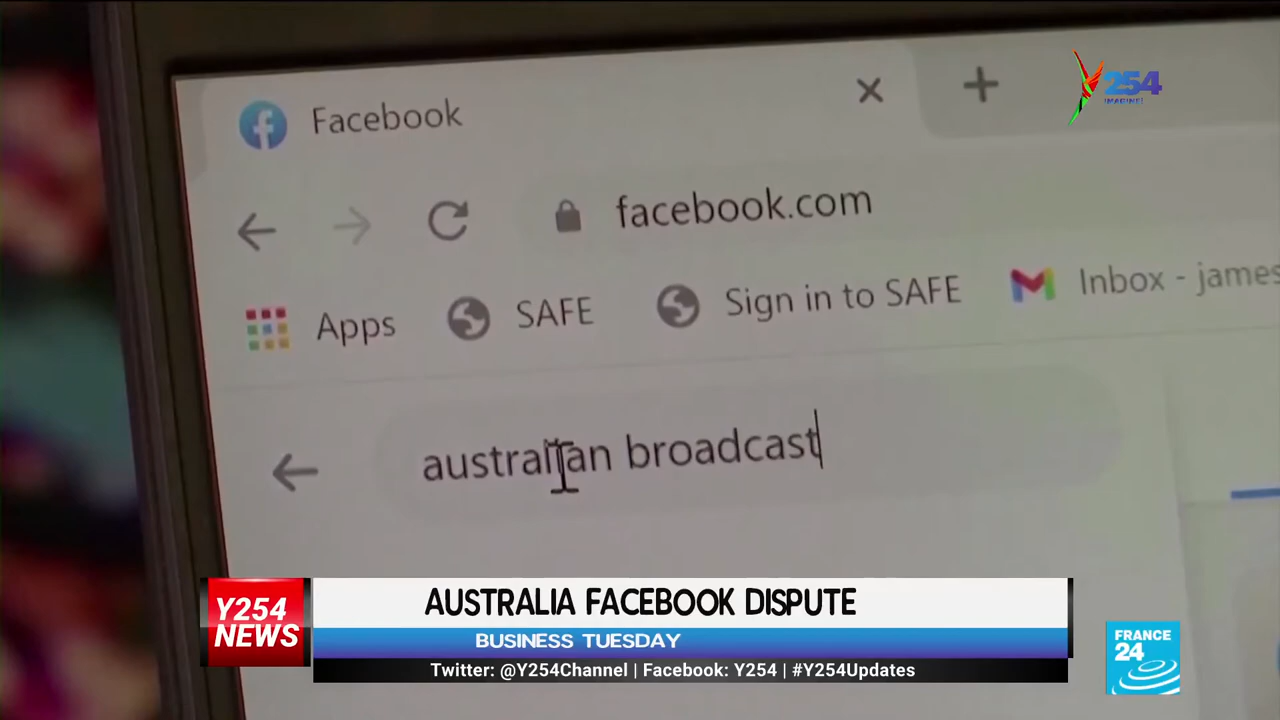 Facebook
Y254
IMAGINE!
facebook.com
Apps
SAFE
Sign in to SAFE
Inbox - james
australian broadcast
Y254
NEWS
AUSTRALIA FACEBOOK DISPUTE
BUSINESS TUESDAY
Twitter: @Y254Channel | Facebook: Y254 | #Y254Updates
FRANCE
24